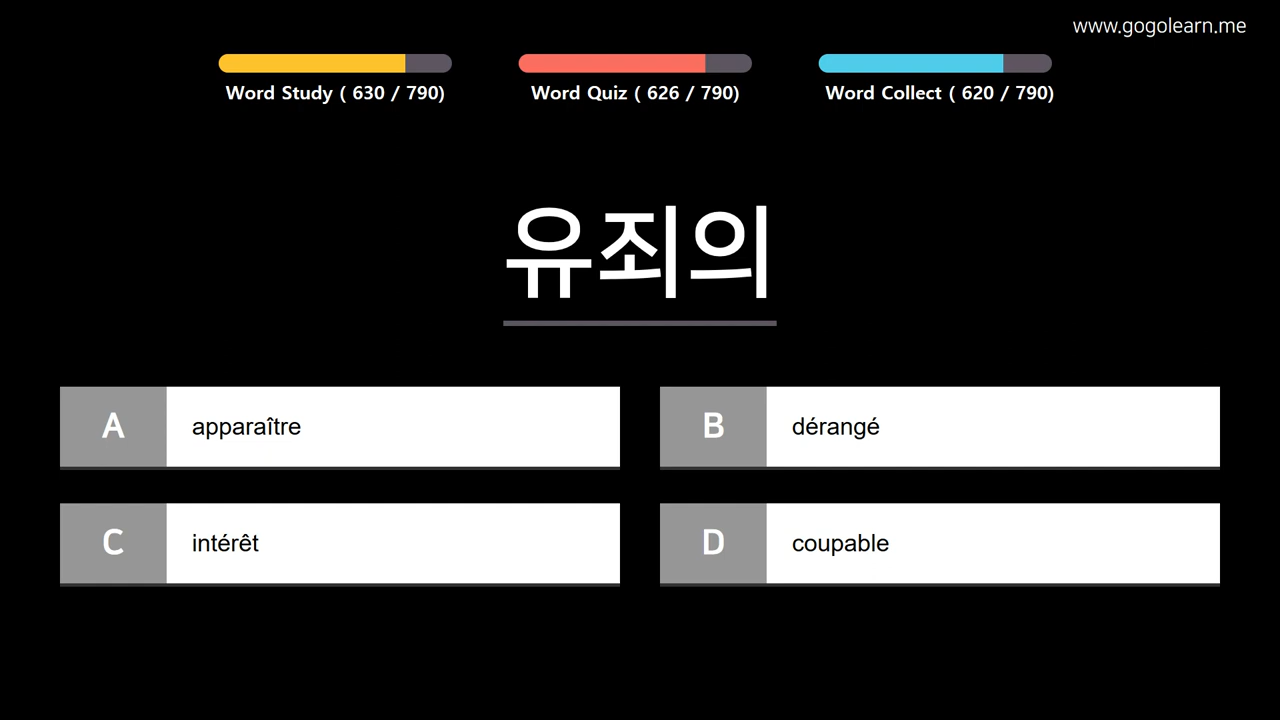 www.gogolearn.me
Word Study ( 630 / 790)
Word Quiz ( 626 / 790)
Word Collect ( 620 / 790)
유죄의
A apparaître
B dérangé
C intérêt
D coupable